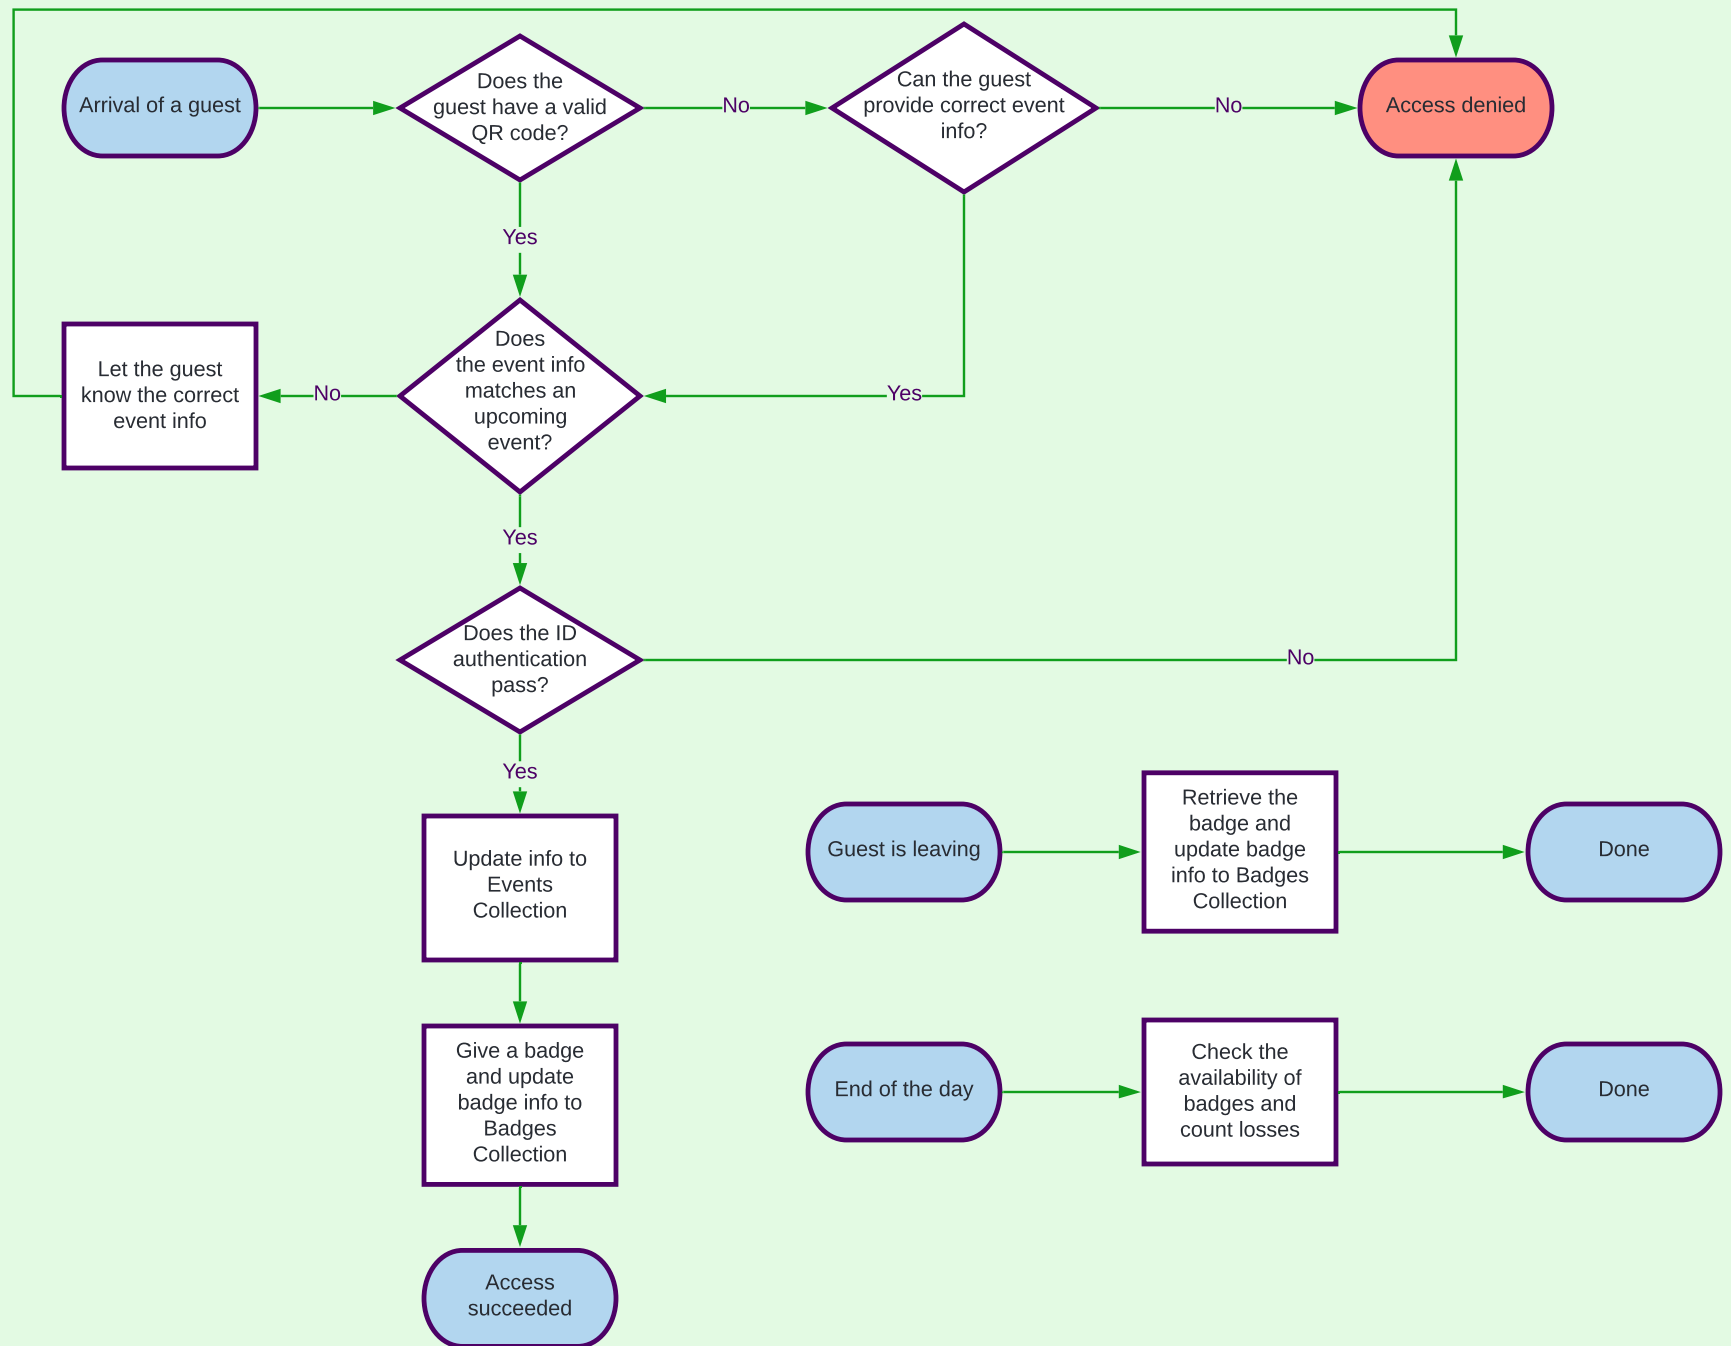 Arrival of a guest
Does the
guest have a valid
QR code?
No
Can the guest
provide correct event
info?
No
Access denied
Yes
Let the guest
know the correct
event info
No
Does
the event info
matches an
upcoming
event?
Yes
Yes
Does the ID
authentication
pass?
No
Yes
Update info to
Events
Collection
Guest is leaving
Retrieve the
badge and
update badge
info to Badges
Collection
Done
Give a badge
and update
badge info to
Badges
Collection
End of the day
Check the
availability of
badges and
count losses
Done
Access
succeeded